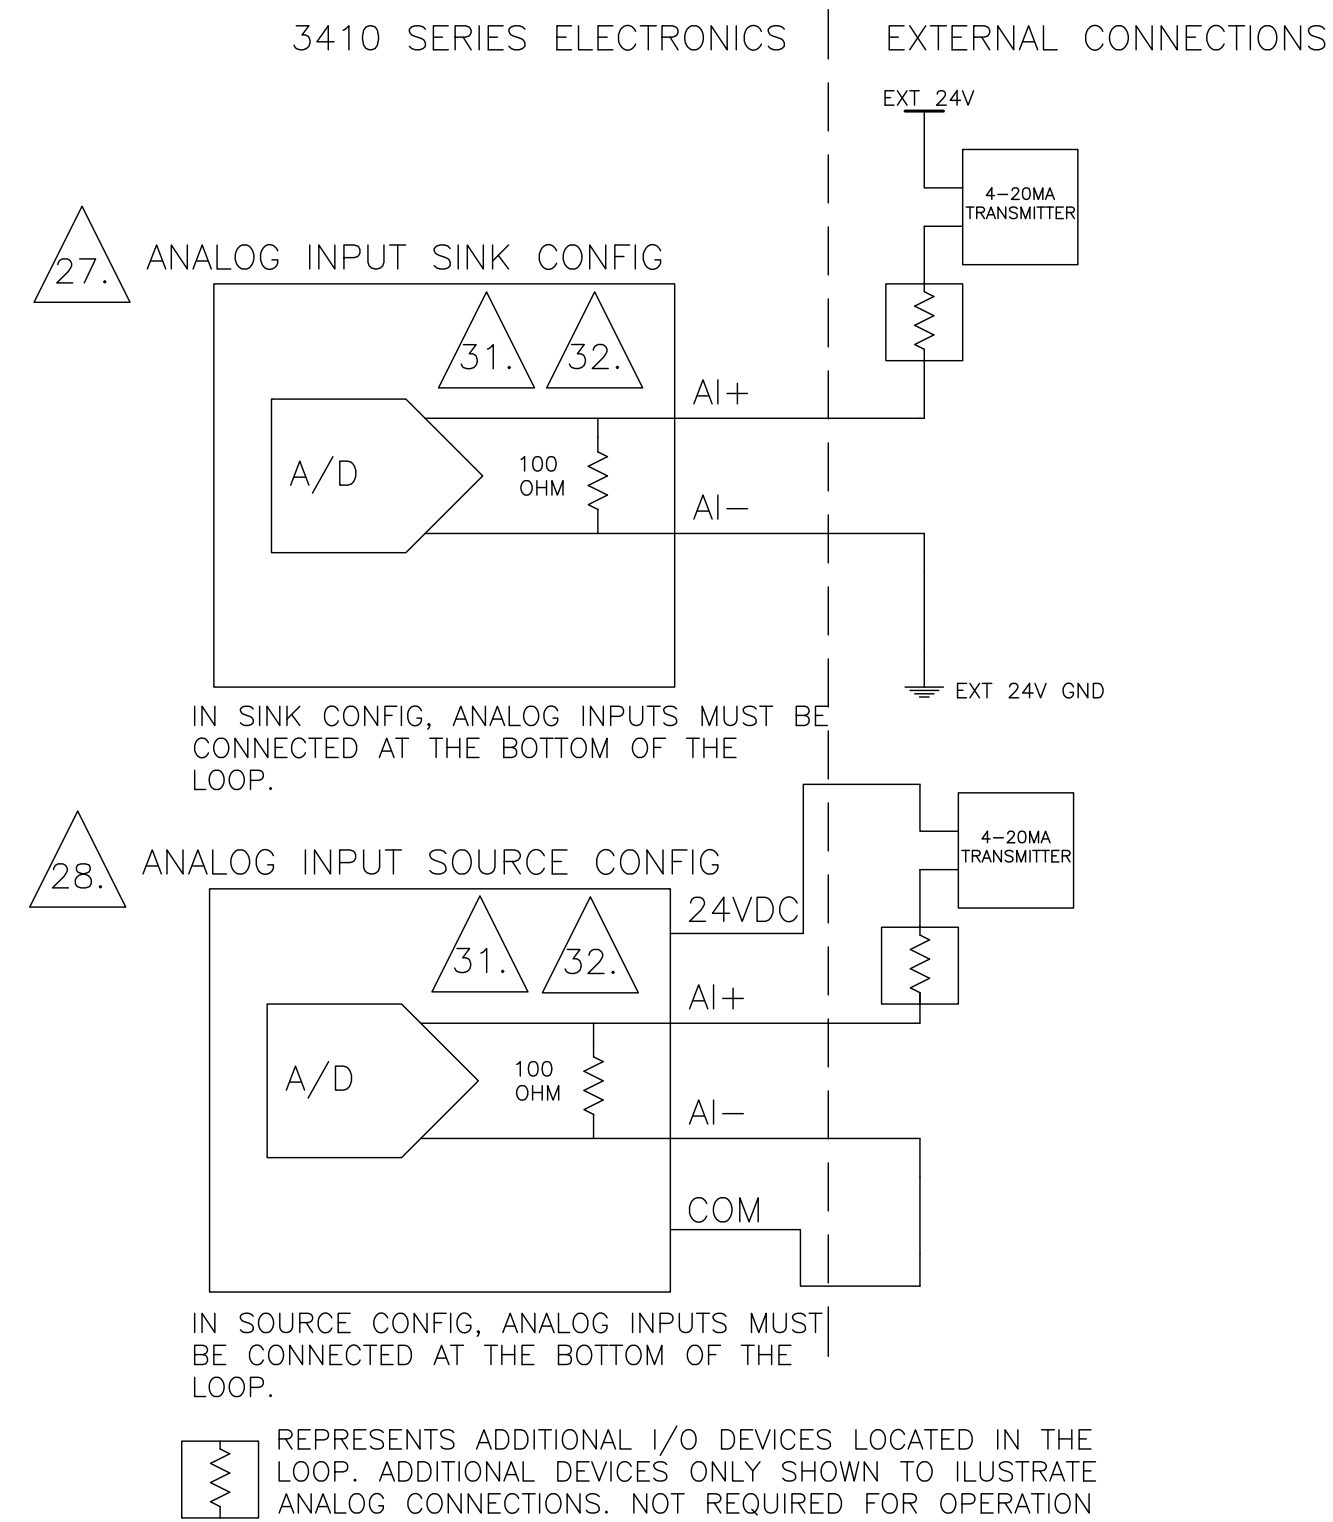 3410 SERIES ELECTRONICS
EXTERNAL CONNECTIONS
EXT 24V
4-20MA
TRANSMITTER
27.
ANALOG INPUT SINK CONFIG
31.
32.
AI+
A/D
100
OHM
AI-
EXT 24V GND
IN SINK CONFIG, ANALOG INPUTS MUST BE
CONNECTED AT THE BOTTOM OF THE
LOOP.
4-20MA
TRANSMITTER
28.
ANALOG INPUT SOURCE CONFIG
24VDC
31.
32.
AI+
A/D
100
OHM
AI-
COM
IN SOURCE CONFIG, ANALOG INPUTS MUST
BE CONNECTED AT THE BOTTOM OF THE
LOOP.
REPRESENTS ADDITIONAL I/O DEVICES LOCATED IN THE
LOOP. ADDITIONAL DEVICES ONLY SHOWN TO ILUSTRATE
ANALOG CONNECTIONS. NOT REQUIRED FOR OPERATION